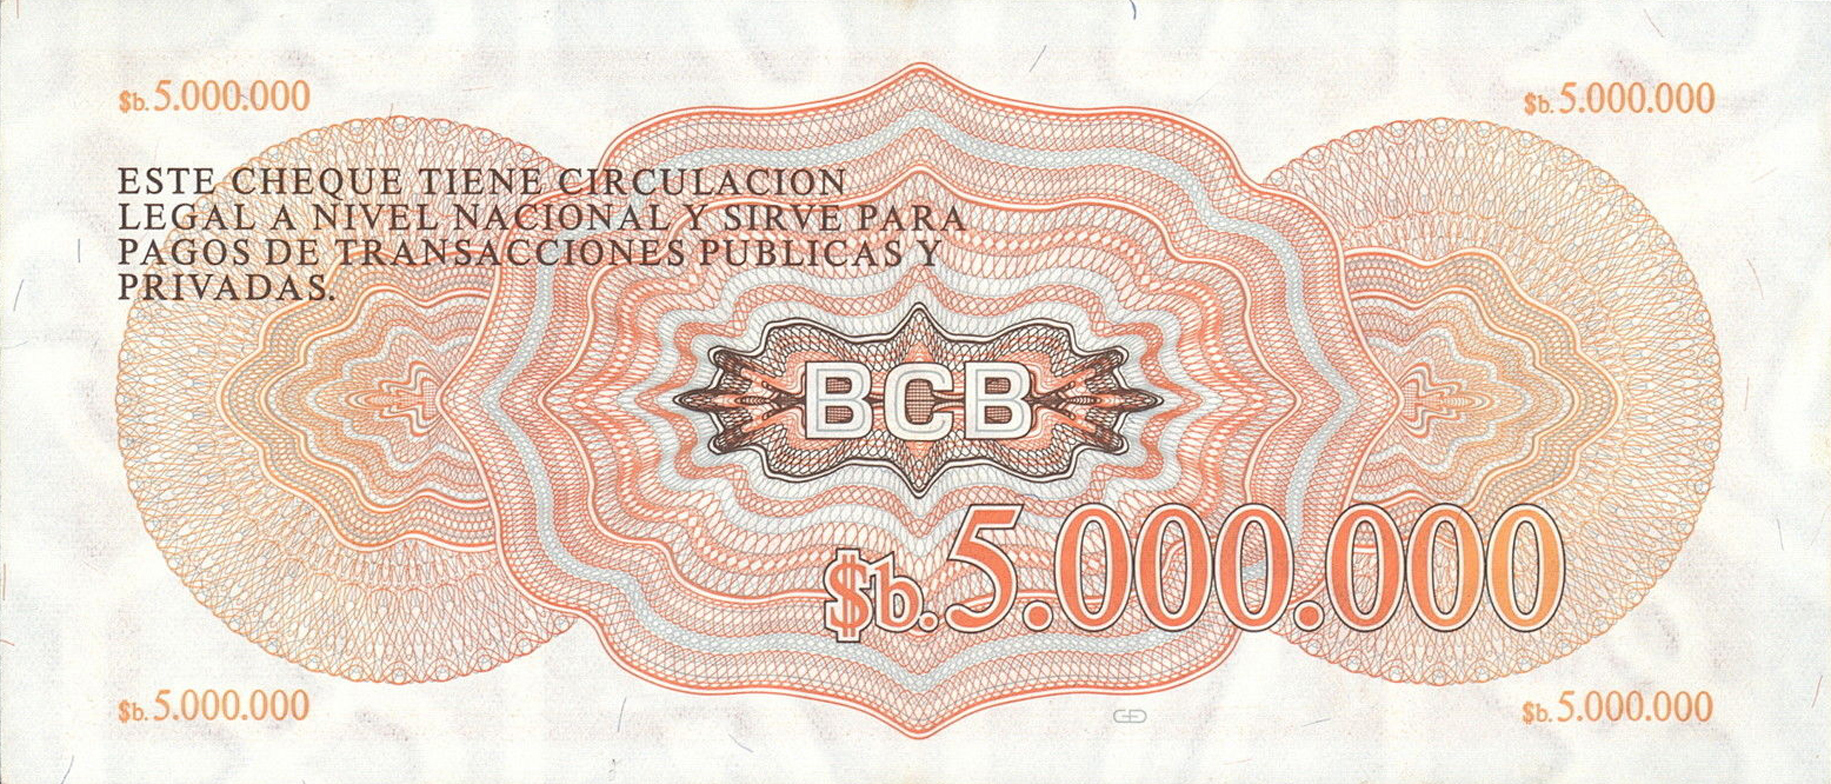 $b. 5.000.000
$b. 5.000.000
ESTE CHEQUE TIENE CIRCULACION
LEGAL A NIVEL NACIONAL Y SIRVE PARA
PAGOS DE TRANSACCIONES PUBLICAS Y
PRIVADAS.
BCB
$b. 5.000.000
$b. 5.000.000
$b. 5.000.000